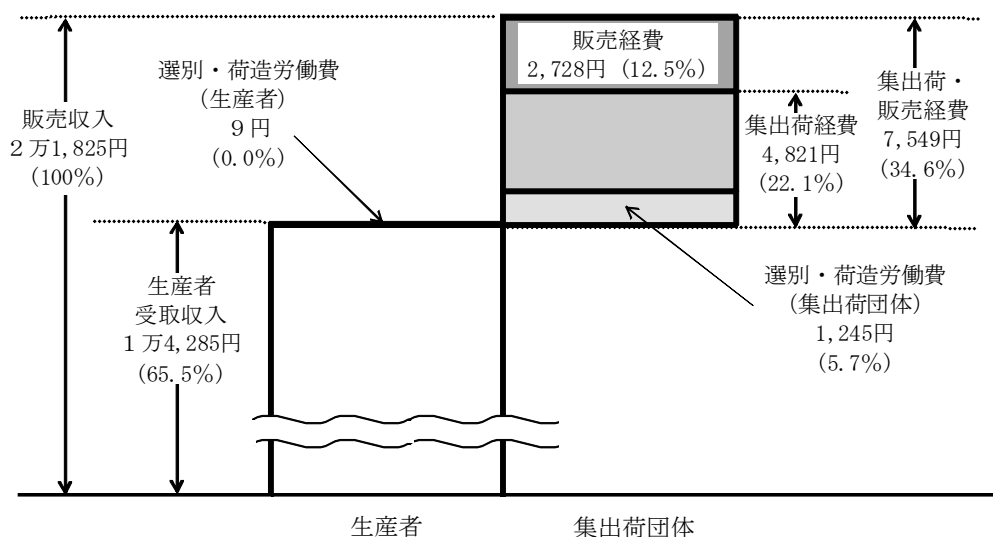 販売収入
2万1,825円
(100%)
選別・荷造労働費
(生産者)
9円
(0.0%)
販売経費
2,728円 (12.5%)
集出荷経費
4,821円
(22.1%)
集出荷・
販売経費
7,549円
(34.6%)
生産者
受取収入
1万4,285円
(65.5%)
選別・荷造労働費
(集出荷団体)
1,245円
(5.7%)
生産者
集出荷団体